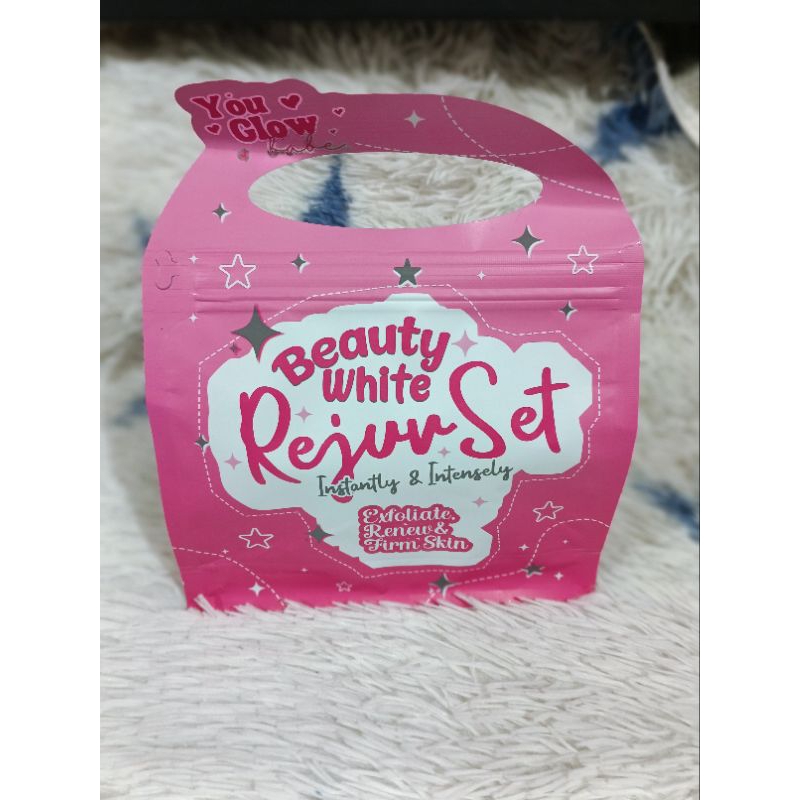 You
Glow
babe
Beauty
White
Rejuv Set
Instantly & Intensely
Exfoliate,
Renew &
Firm Skin